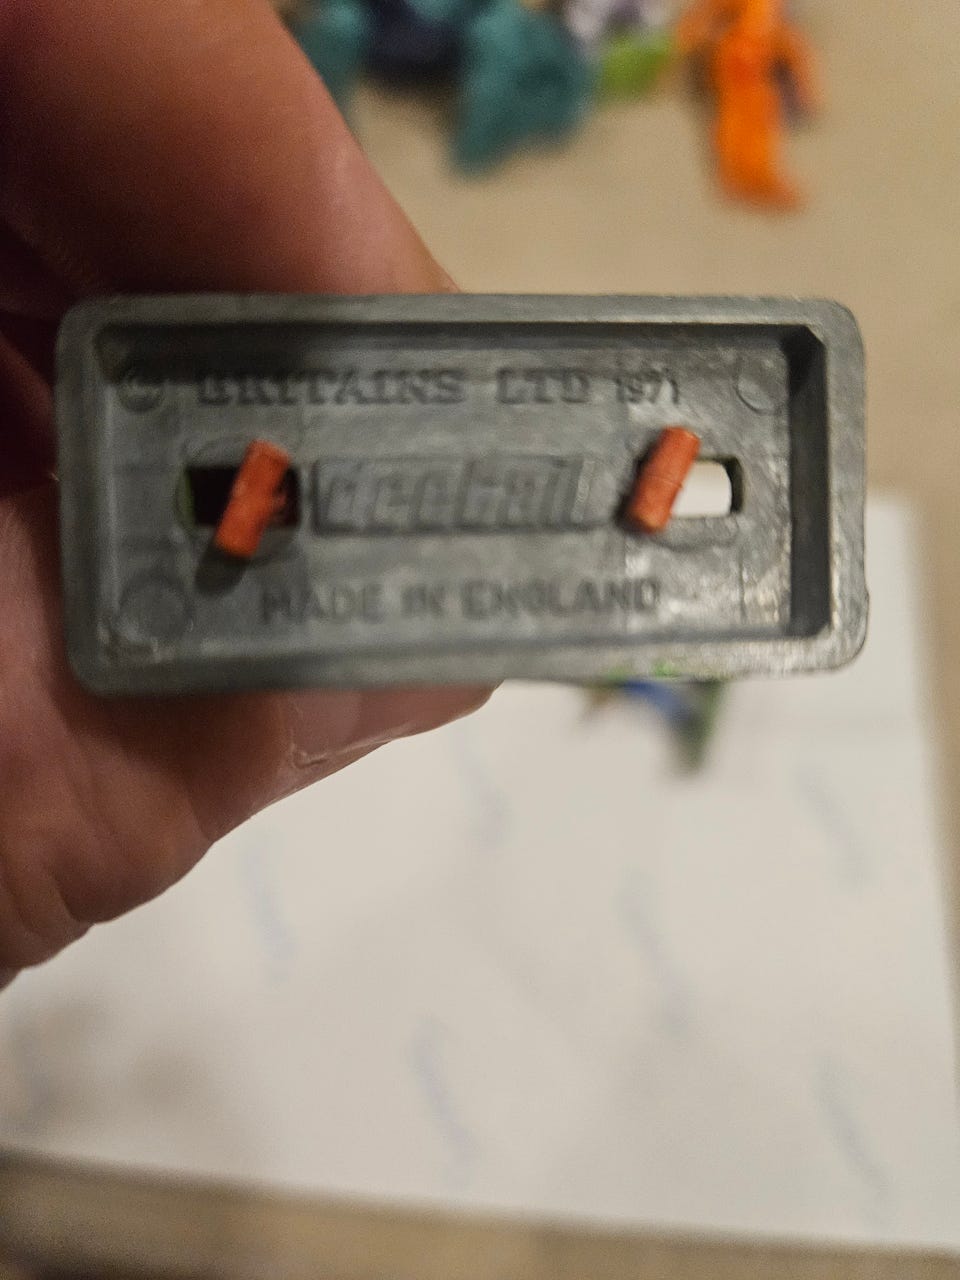 BRITAINS LTD 1971
Deetail
MADE IN ENGLAND